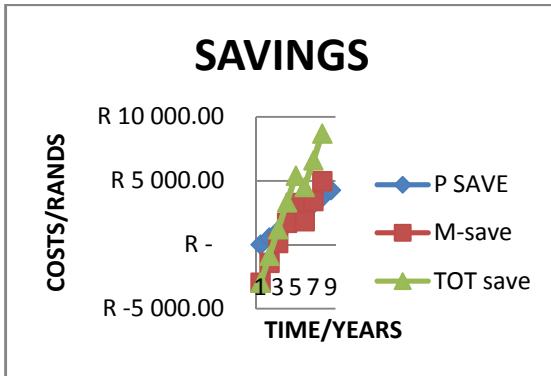 SAVINGS
COSTS/RANDS
R 10 000.00
R 5 000.00
R -
R -5 000.00
1 3 5 7 9
TIME/YEARS
P SAVE
M-save
TOT save